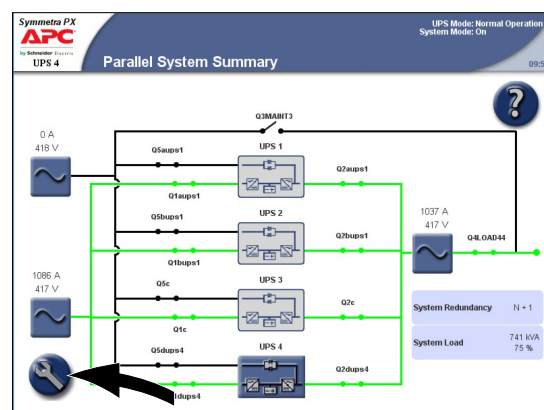 Symmetra PX
APC
by Schneider Electric
UPS 4
Parallel System Summary
UPS Mode: Normal Operation
System Mode: On
09:5
Q3MAINT3
0 A
418 V
Q5aups1
UPS 1
Q2aups1
Q1aups1
Q5bups1
UPS 2
Q2bups1
Q1bups1
1037 A
417 V
Q4LOAD44
1086 A
417 V
Q5c
UPS 3
Q2c
Q1c
System Redundancy N + 1
System Load 741 kVA
75 %
Q5dups4
UPS 4
Q2dups4
1dups4